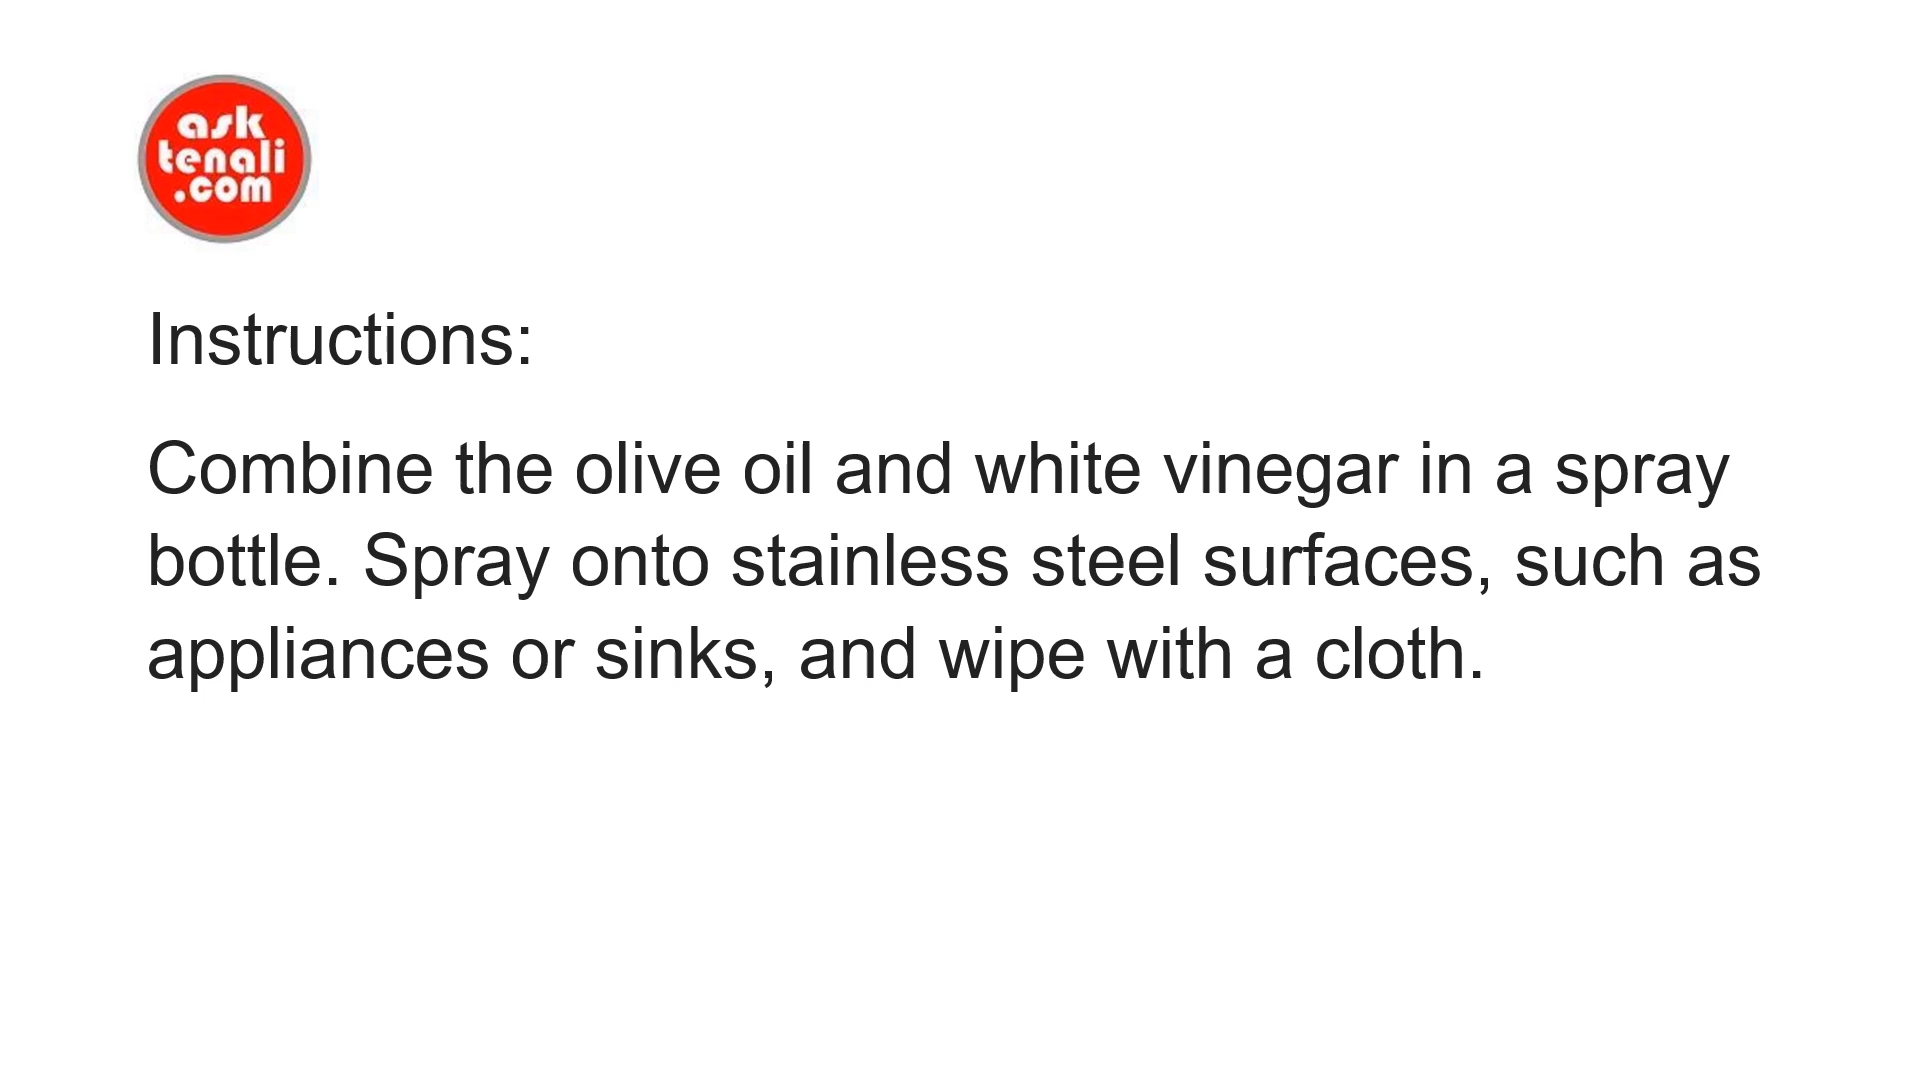 ask
tenali
.com
Instructions:
Combine the olive oil and white vinegar in a spray
bottle. Spray onto stainless steel surfaces, such as
appliances or sinks, and wipe with a cloth.